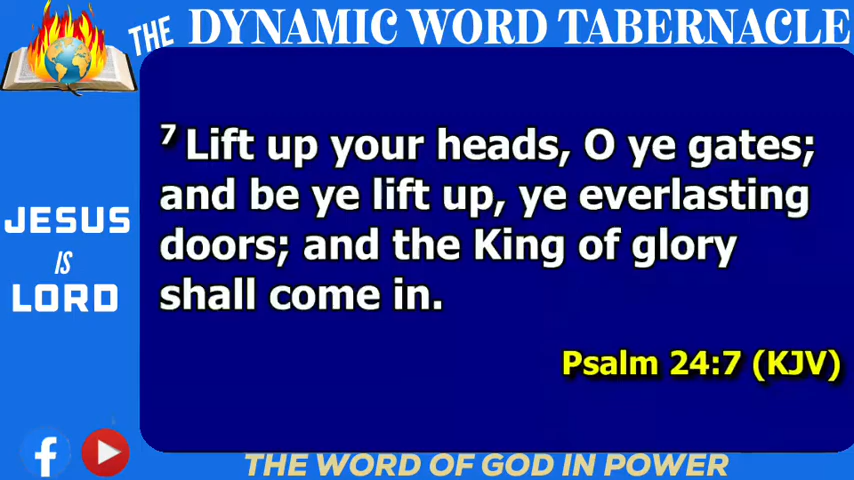 THE DYNAMIC WORD TABERNACLE
7 Lift up your heads, O ye gates;
and be ye lift up, ye everlasting
doors; and the King of glory
shall come in.
Psalm 24:7 (KJV)
JESUS
IS
LORD
THE WORD OF GOD IN POWER